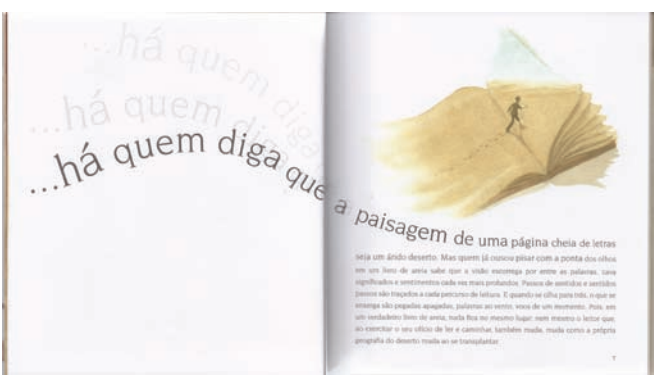 ...há quem
...há quem diga
...há quem diga que a paisagem de uma página cheia de letras
seja um árido deserto. Mas quem já ousou pisar com a ponta dos olhos
em um livro de areia sabe que a visão escorrega por entre as palavras, cava
significados e sentimentos cada vez mais profundos. Passos de sentidos e sentidos
passos são traçados a cada percurso de leitura. E quando se olha para trás, o que se
enxerga são pegadas apagadas, palavras ao vento, voos de um momento. Pois, em
um verdadeiro livro de areia, nada fica no mesmo lugar: nem mesmo o leitor que,
ao exercitar o seu ofício de ler e caminhar, também muda, muda como a própria
geografia do deserto muda ao se transplantar.
7